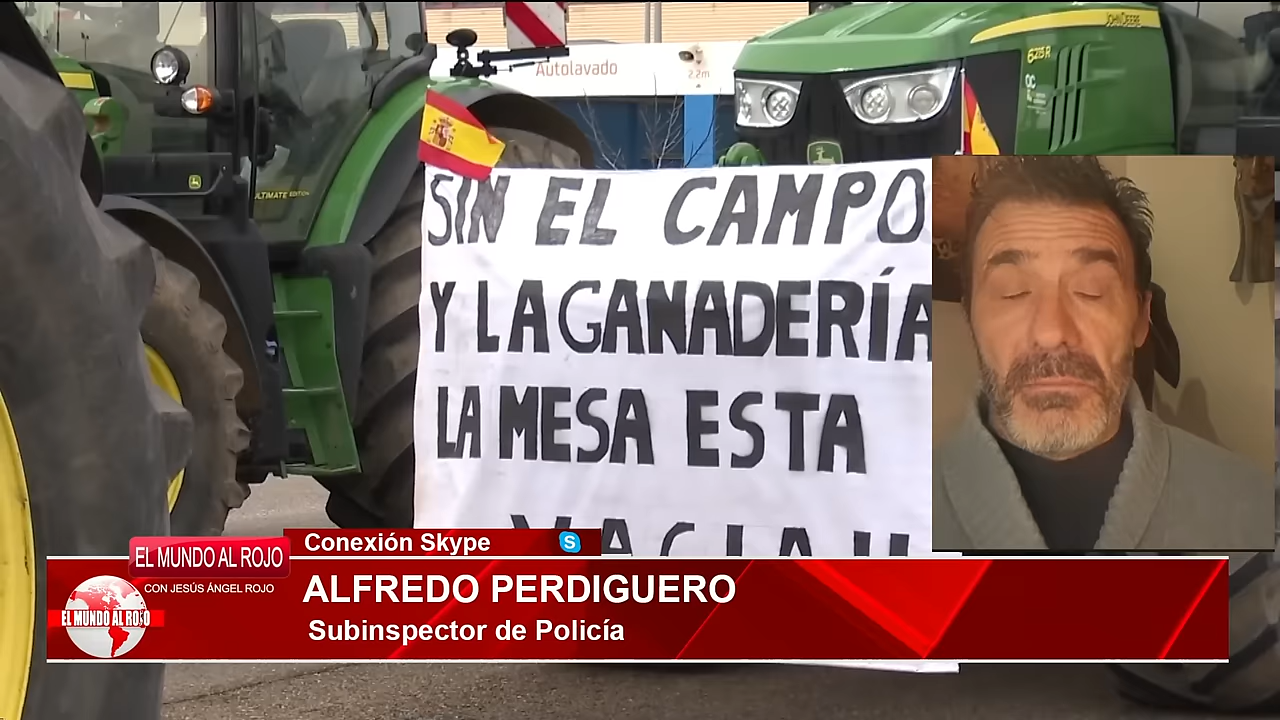 JOHN DEERE
6215R
Autolavado
2.2m
ULTIMATE EDITION
SIN EL CAMPO
Y LA GANADERÍA
LA MESA ESTA
Conexión Skype
EL MUNDO AL ROJO
CON JESÚS ÁNGEL ROJO
EL MUNDO AL ROJO
ALFREDO PERDIGUERO
Subinspector de Policía